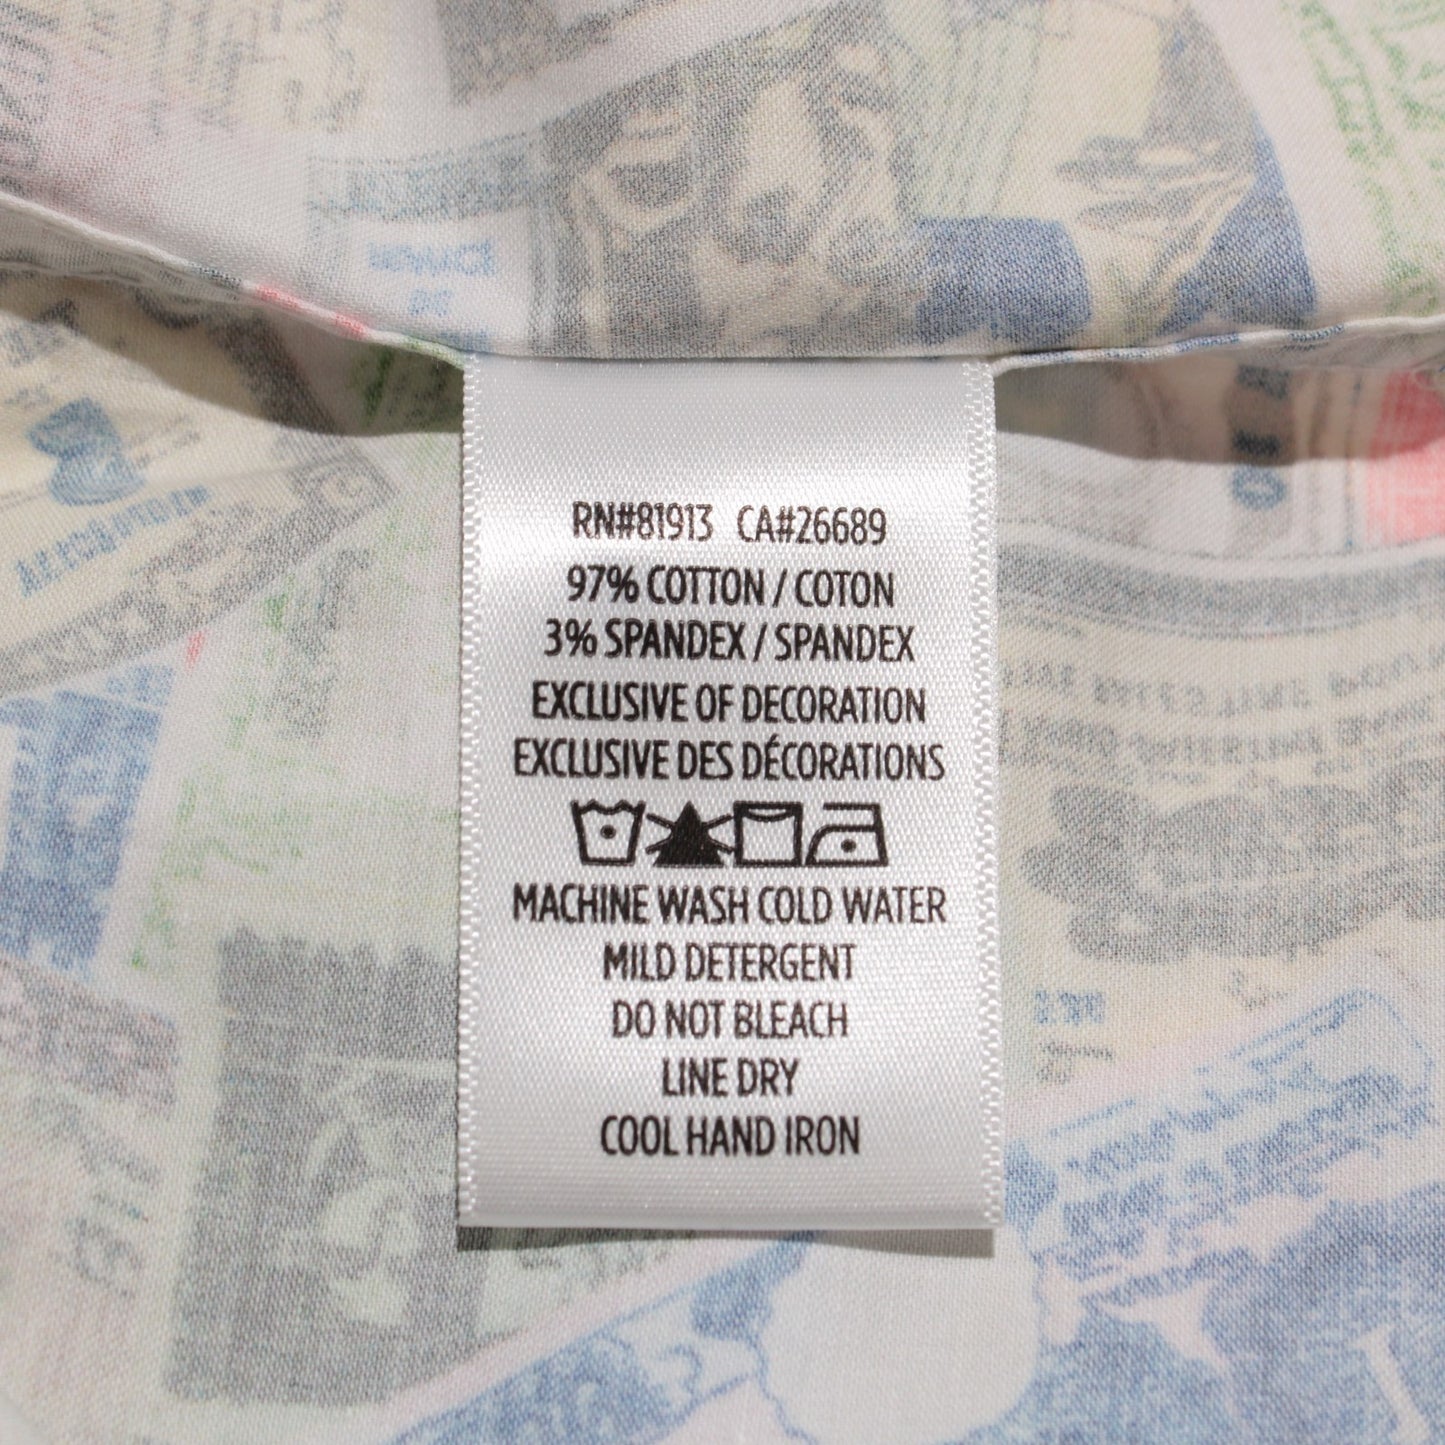 RN#81913 CA#26689
97% COTTON / COTON
3% SPANDEX / SPANDEX
EXCLUSIVE OF DECORATION
EXCLUSIVE DES DÉCORATIONS
MACHINE WASH COLD WATER
MILD DETERGENT
DO NOT BLEACH
LINE DRY
COOL HAND IRON